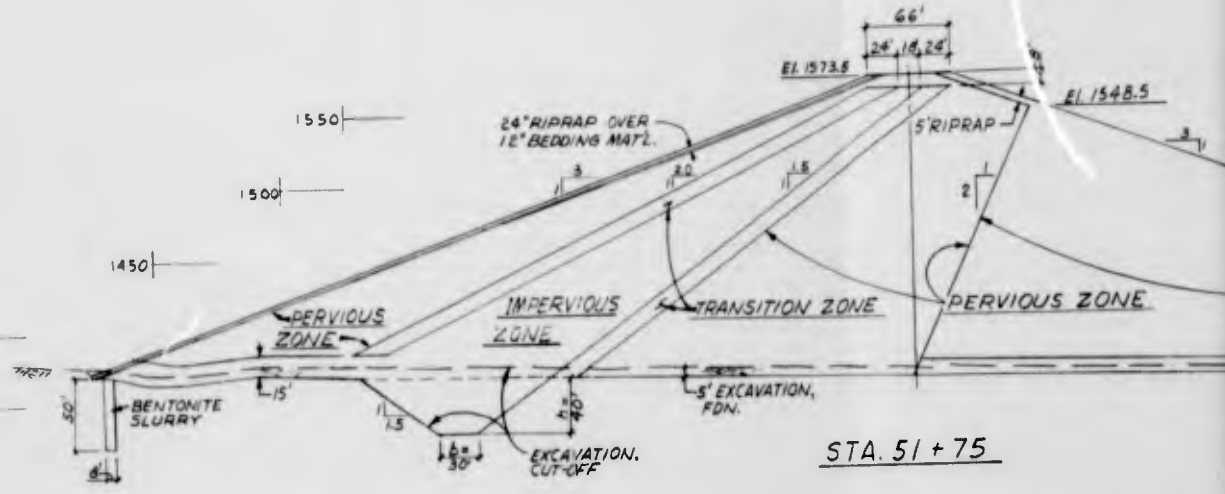 66'
24' 18' 24'
El. 1573.5
El. 1548.5
1550
24" RIPRAP OVER
12" BEDDING MAT'L.
5' RIPRAP
3
1
3
1
2.0
1
1.5
1
1
2
1500
1450
PERVIOUS
ZONE
IMPERVIOUS
ZONE
TRANSITION ZONE
PERVIOUS ZONE
15'
5' EXCAVATION,
FDN.
50'
BENTONITE
SLURRY
1
1.5
h=
40'
b=
30'
EXCAVATION,
CUT-OFF
STA. 51 + 75